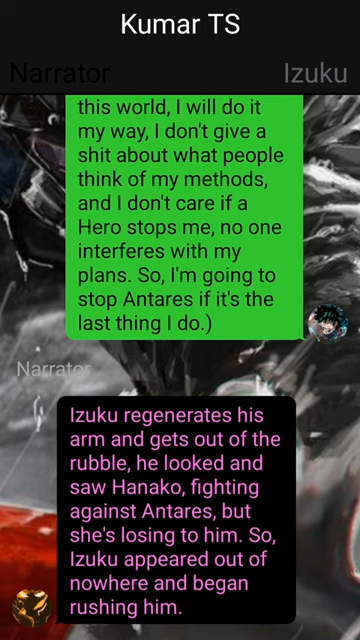 Kumar TS
Narrator
Izuku
this world, I will do it
my way, I don't give a
shit about what people
think of my methods,
and I don't care if a
Hero stops me, no one
interferes with my
plans. So, I'm going to
stop Antares if it's the
last thing I do.)
Narrator
Izuku regenerates his
arm and gets out of the
rubble, he looked and
saw Hanako, fighting
against Antares, but
she's losing to him. So,
Izuku appeared out of
nowhere and began
rushing him.